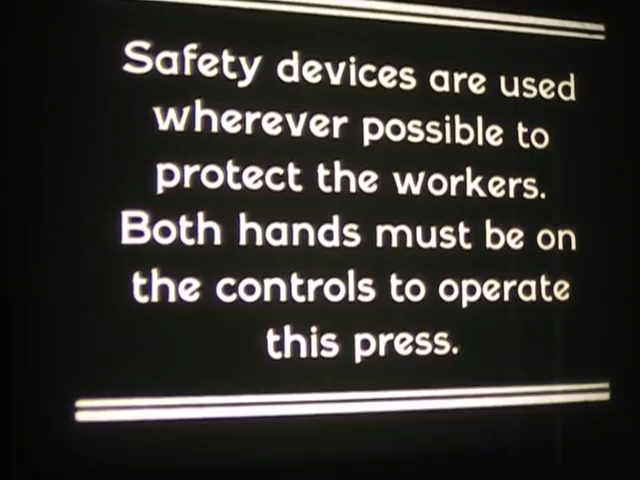 Safety devices are used
wherever possible to
protect the workers.
Both hands must be on
the controls to operate
this press.